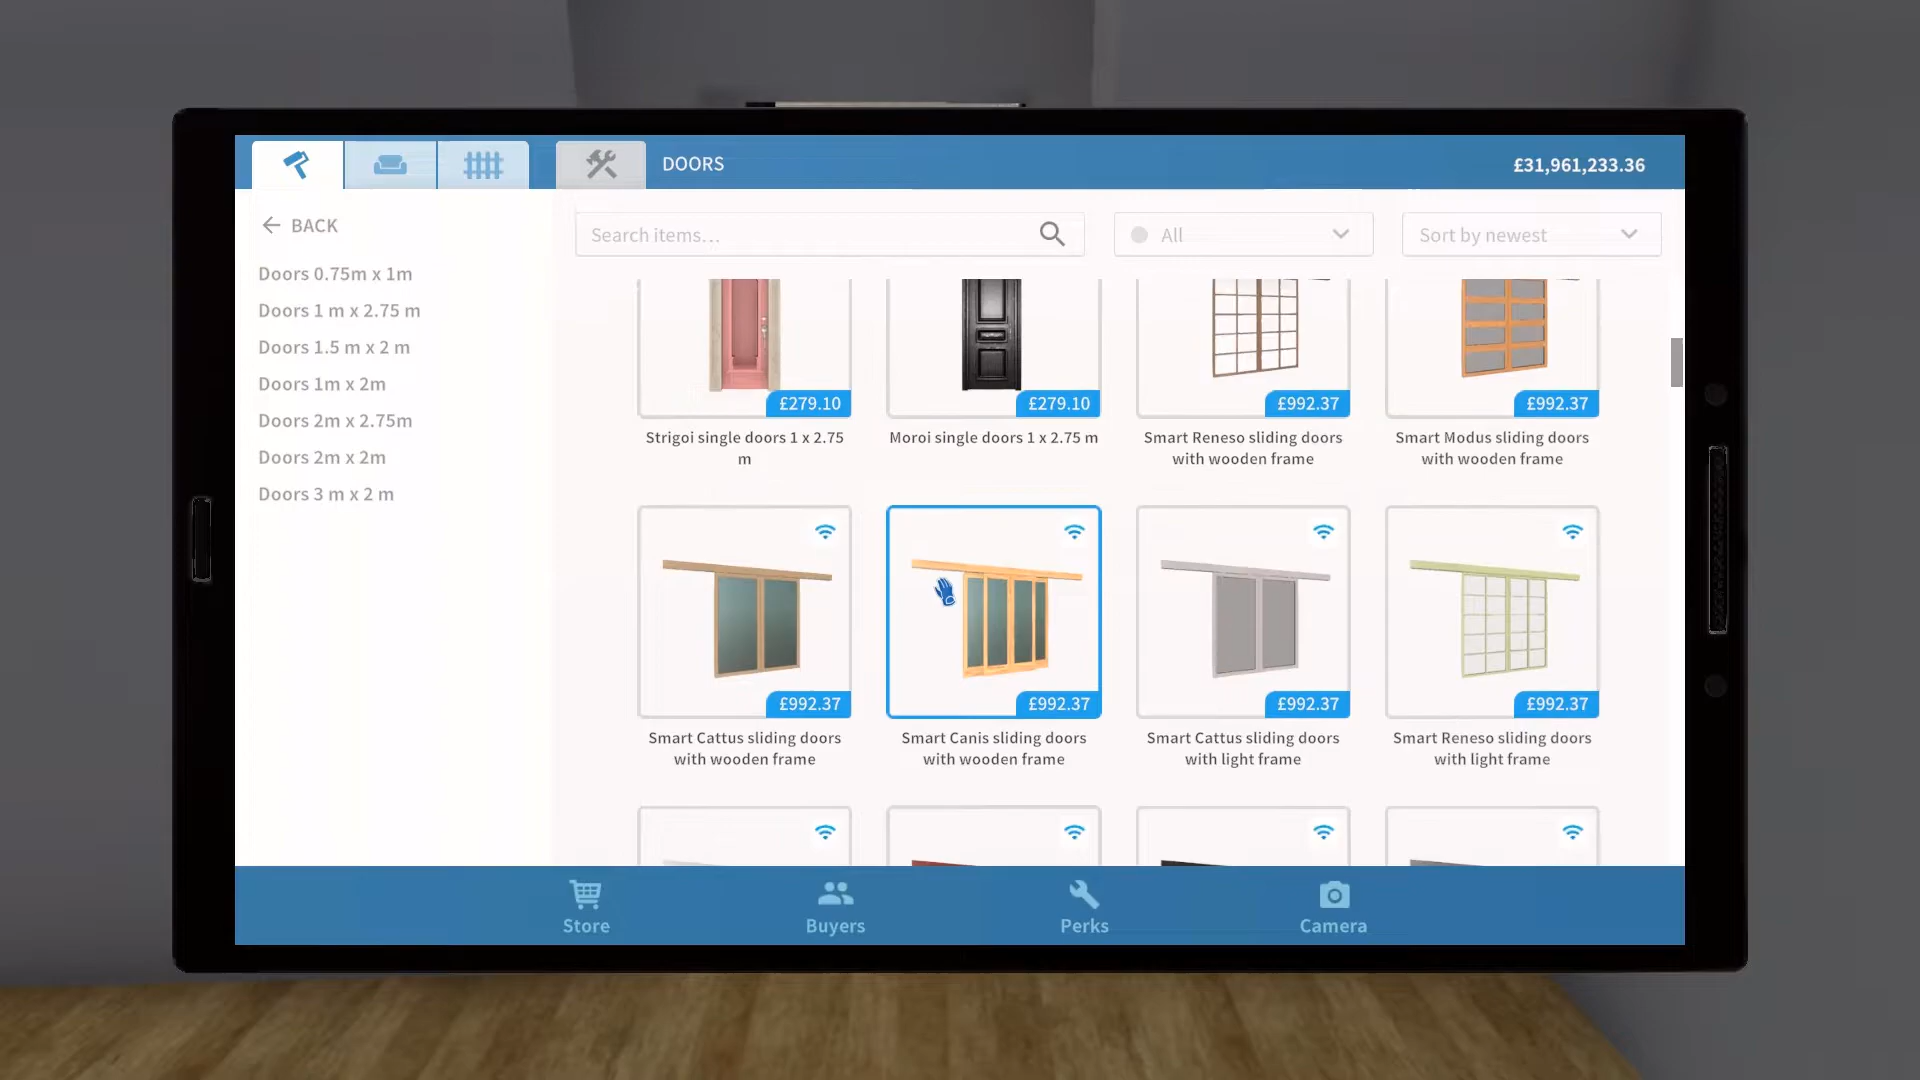 DOORS
£31,961,233.36
BACK
Search items...
All
Sort by newest
Doors 0.75m x 1m
Doors 1 m x 2.75 m
Doors 1.5 m x 2 m
Doors 1m x 2m
Doors 2m x 2.75m
Doors 2m x 2m
Doors 3 m x 2 m
£279.10
£279.10
£992.37
£992.37
Strigoi single doors 1 x 2.75
m
Moroi single doors 1 x 2.75 m
Smart Reneso sliding doors
with wooden frame
Smart Modus sliding doors
with wooden frame
£992.37
£992.37
£992.37
£992.37
Smart Cattus sliding doors
with wooden frame
Smart Canis sliding doors
with wooden frame
Smart Cattus sliding doors
with light frame
Smart Reneso sliding doors
with light frame
Store
Buyers
Perks
Camera